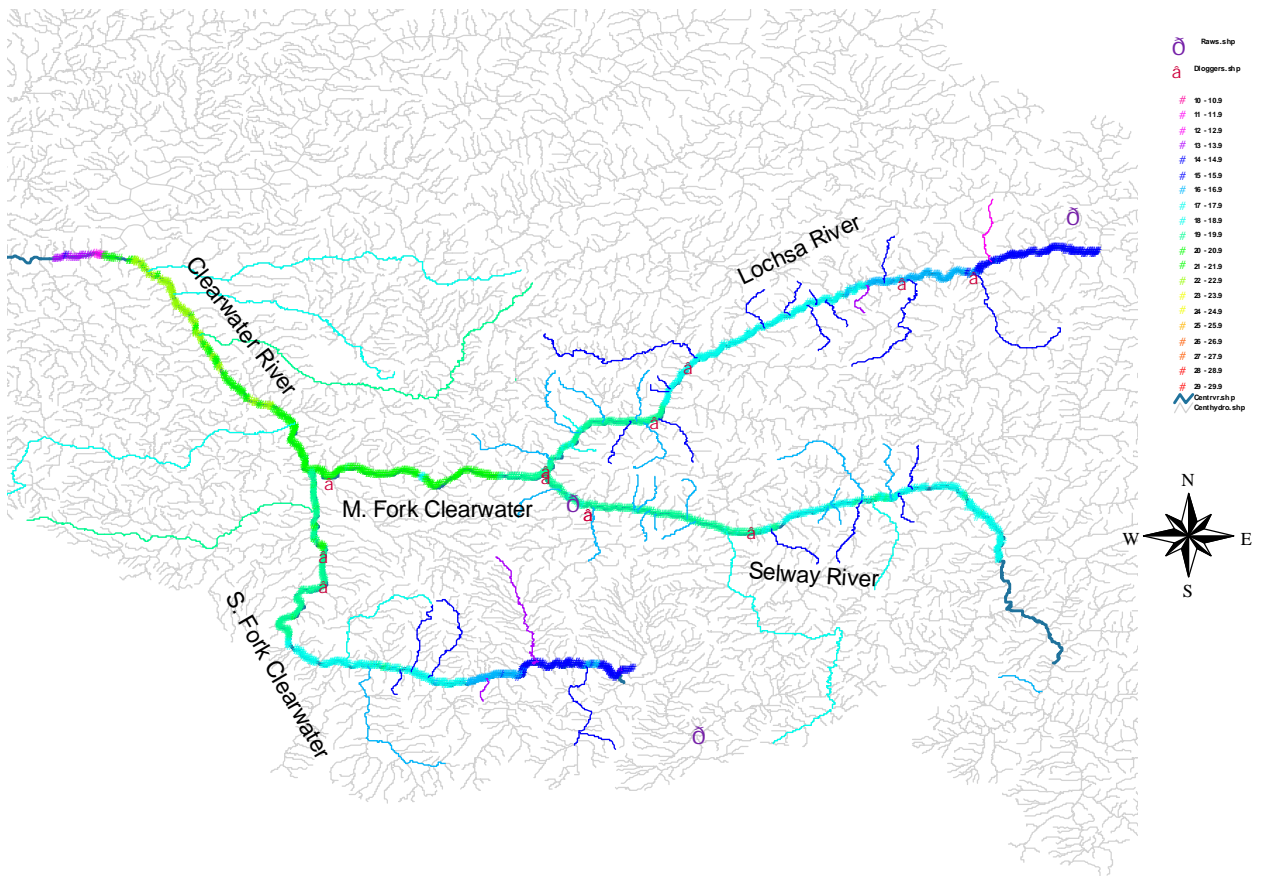 ð Raws.shp
â Dloggers.shp
# 10 - 10.9
# 11 - 11.9
# 12 - 12.9
# 13 - 13.9
# 14 - 14.9
# 15 - 15.9
# 16 - 16.9
# 17 - 17.9
# 18 - 18.9
# 19 - 19.9
# 20 - 20.9
# 21 - 21.9
# 22 - 22.9
# 23 - 23.9
# 24 - 24.9
# 25 - 25.9
# 26 - 26.9
# 27 - 27.9
# 28 - 28.9
# 29 - 29.9
Centrvr.shp
Centhydro.shp
Lochsa River
Clearwater River
M. Fork Clearwater
Selway River
S. Fork Clearwater
N
W E
S
ð
ð
ð
â
â
â
â
â
â
â
â
â
â
â